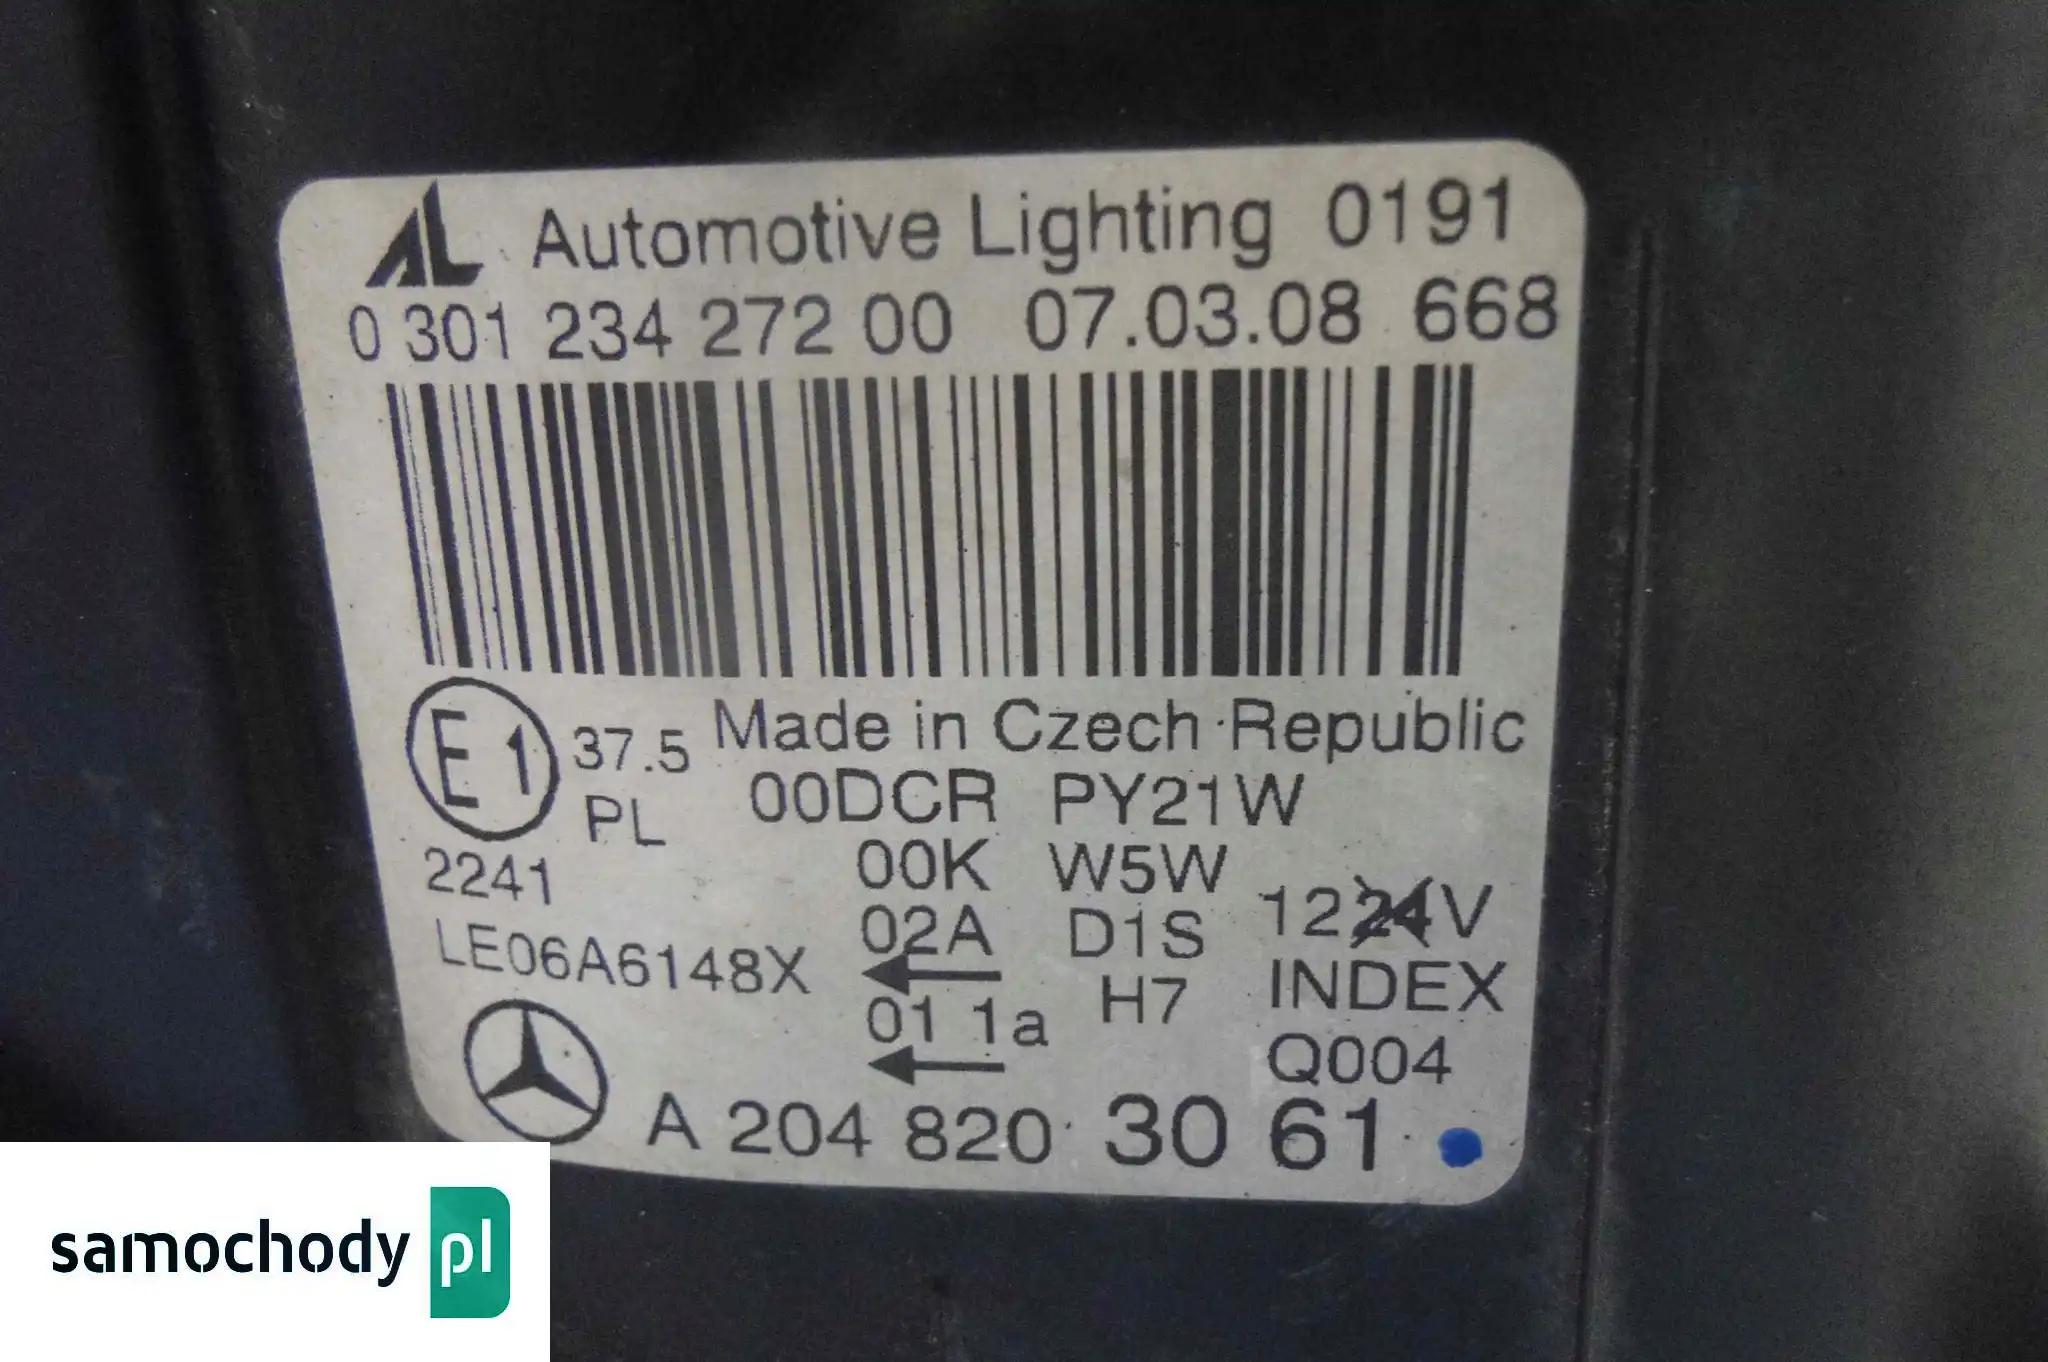 AL Automotive Lighting 0191
0 301 234 272 00 07.03.08 668
E1 37.5 Made in Czech Republic
PL 00DCR PY21W
2241 00K W5W
LE06A6148X 02A D1S 12 24 V
01 1a H7 INDEX
Q004
A 204 820 30 61
samochody pl